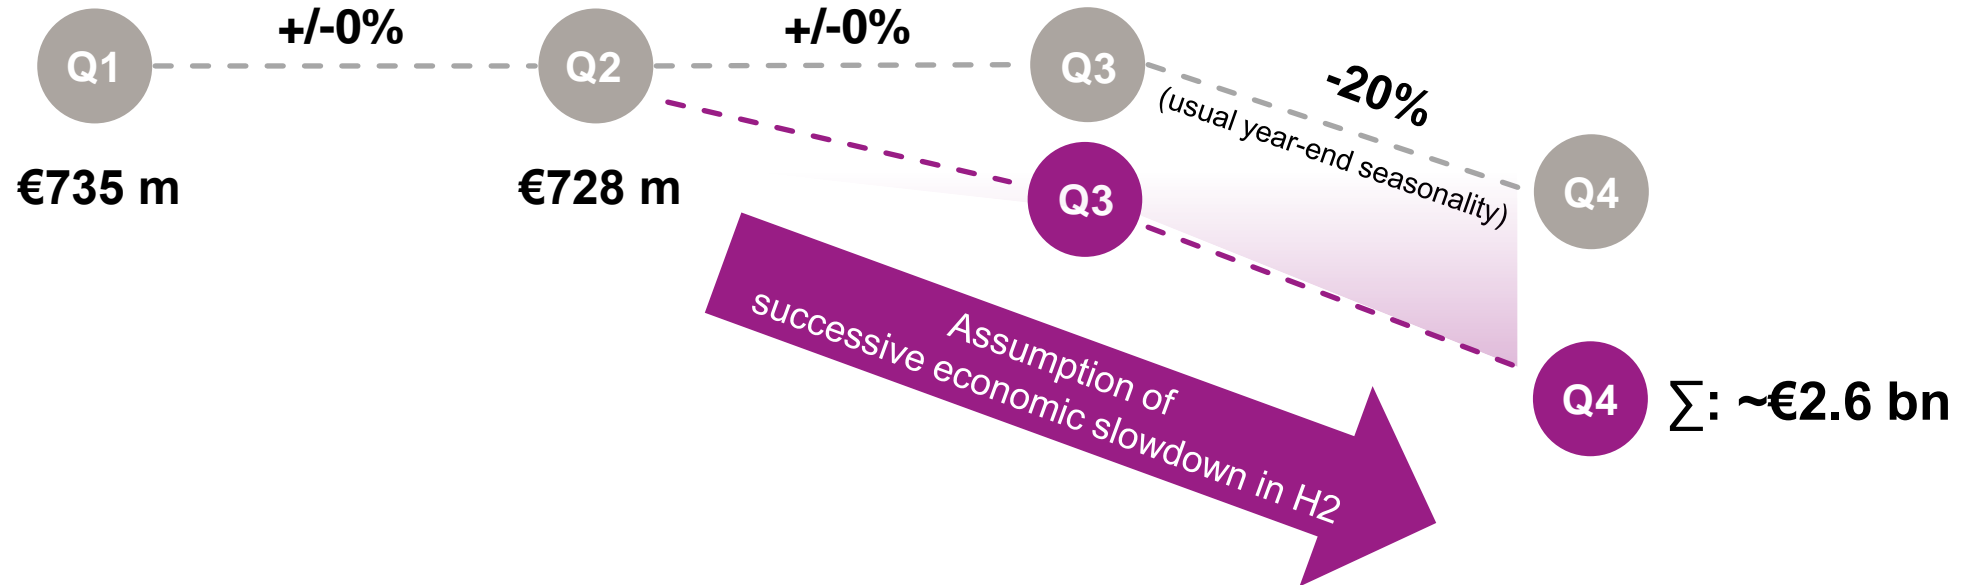 +/-0%
+/-0%
Q1
Q2
Q3
-20%
(usual year-end seasonality)
Q4
€735 m
€728 m
Q3
Assumption of
successive economic slowdown in H2
Q4
∑: ~€2.6 bn